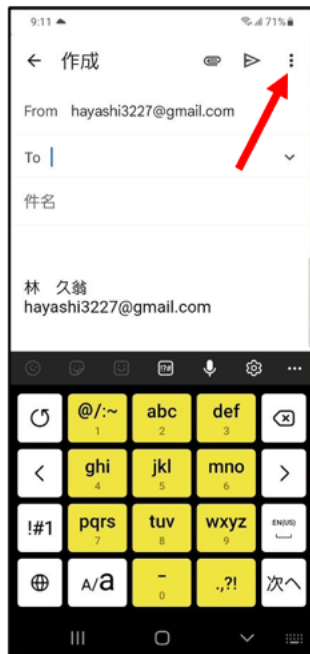 9:11 71%
作成
From hayashi3227@gmail.com
To
件名
林　久翁
hayashi3227@gmail.com
!?#
@/:~ abc def
1 2 3
ghi jkl mno
4 5 6
!#1 pqrs tuv wxyz EN(US)
7 8 9
A/a - .,?! 次へ
0